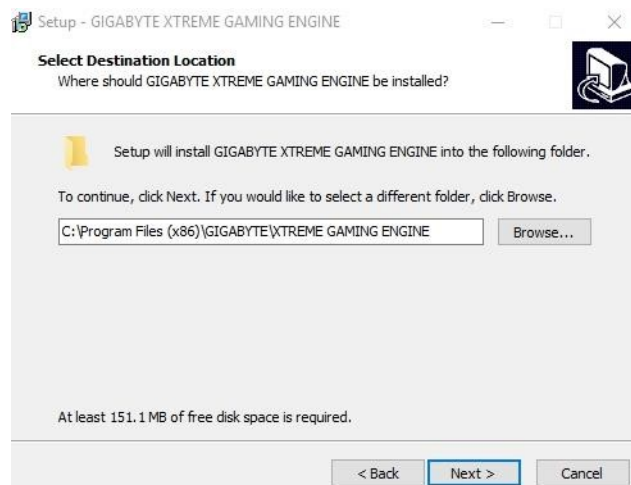 Setup - GIGABYTE XTREME GAMING ENGINE
Select Destination Location
Where should GIGABYTE XTREME GAMING ENGINE be installed?
Setup will install GIGABYTE XTREME GAMING ENGINE into the following folder.
To continue, click Next. If you would like to select a different folder, click Browse.
C:\Program Files (x86)\GIGABYTE\XTREME GAMING ENGINE
Browse...
At least 151.1 MB of free disk space is required.
< Back Next > Cancel